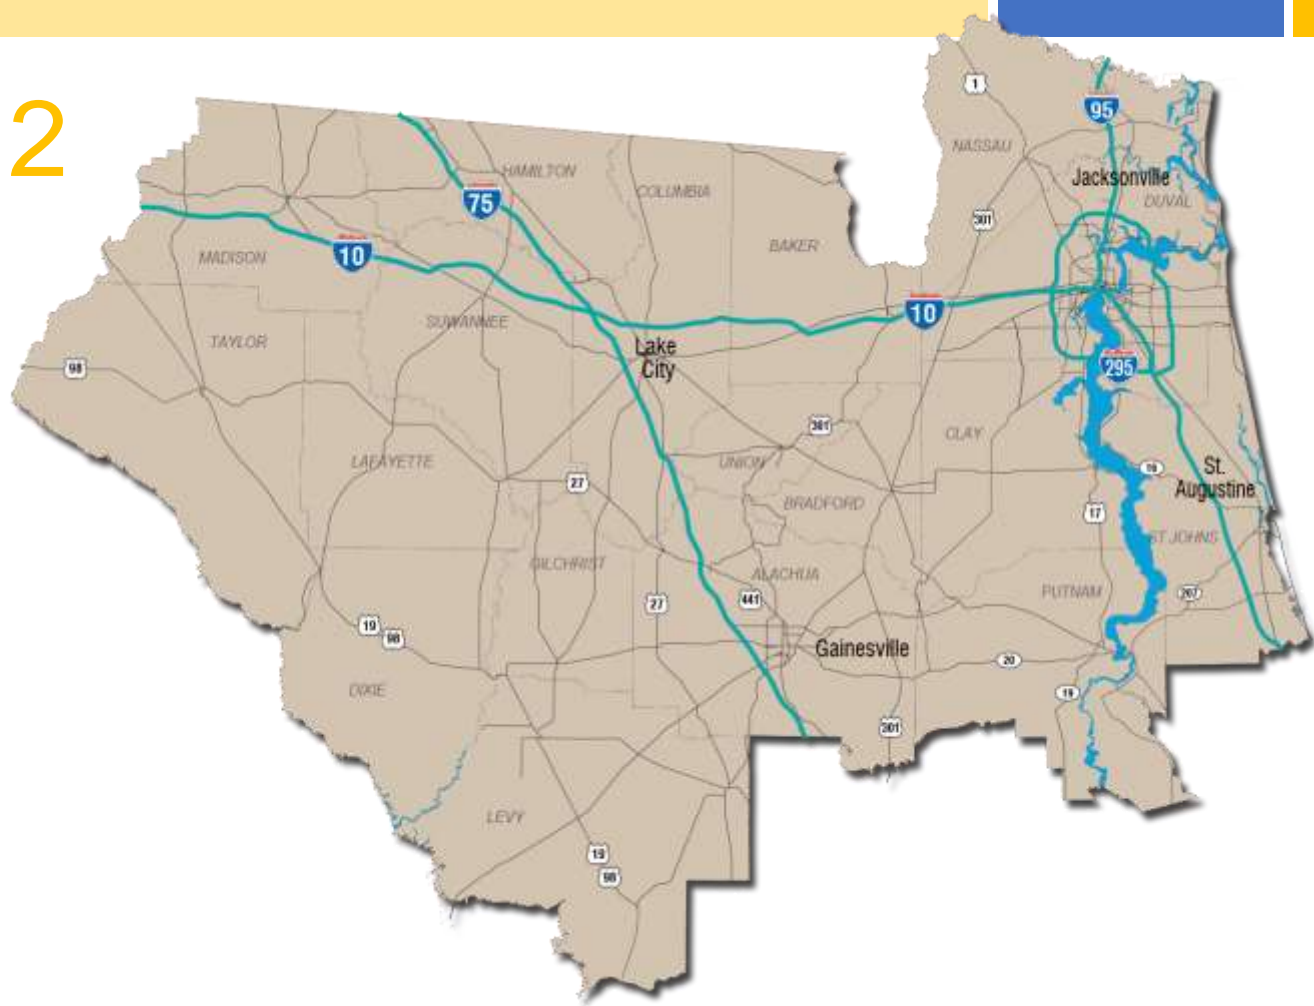 2
1
95
NASSAU
Jacksonville
HAMILTON
COLUMBIA
DUVAL
75
301
BAKER
10
MADISON
10
SUWANNEE
TAYLOR
Lake
City
98
295
CLAY
LAFAYETTE
UNION
St.
Augustine
16
27
BRADFORD
17
ST JOHNS
GILCHRIST
ALACHUA
PUTNAM
207
27
441
19
98
Gainesville
20
DIXIE
19
301
LEVY
19
98